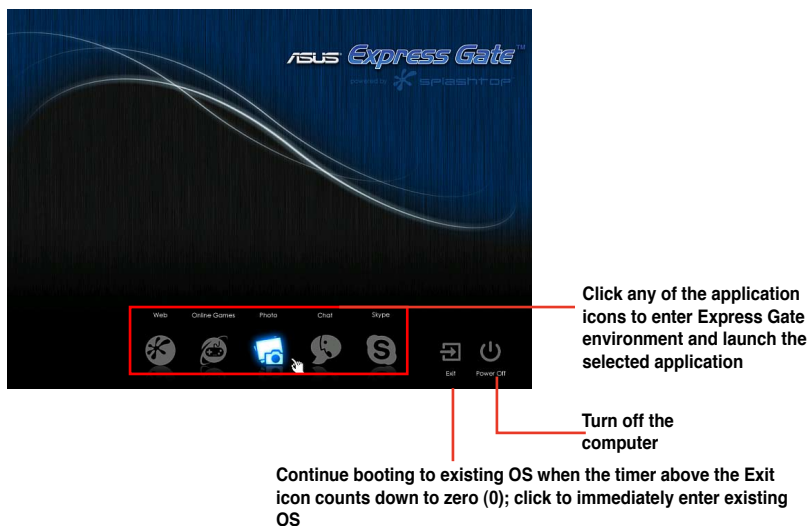 ASUS Express Gate™
powered by splashtop
Web Online Games Photo Chat Skype
Exit Power Off
Click any of the application
icons to enter Express Gate
environment and launch the
selected application
Turn off the
computer
Continue booting to existing OS when the timer above the Exit
icon counts down to zero (0); click to immediately enter existing
OS